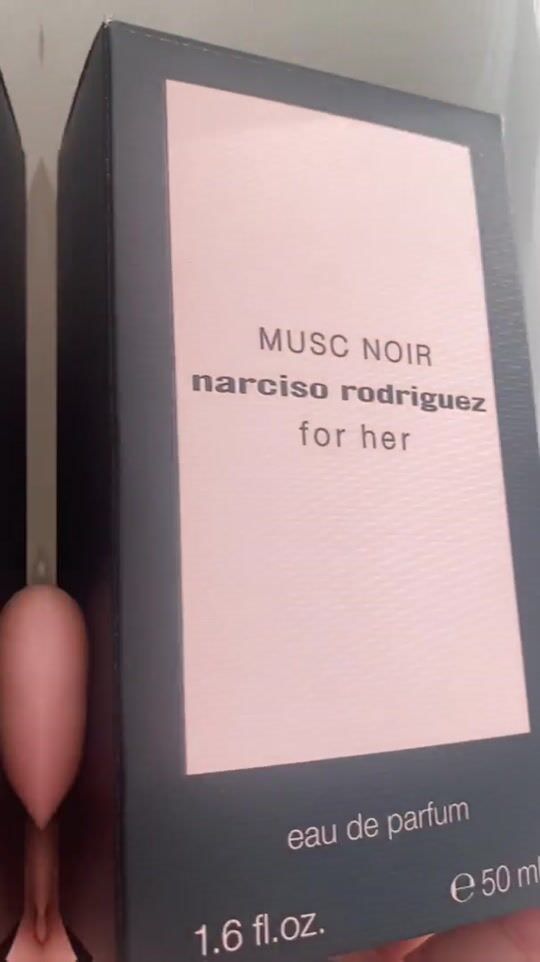 MUSC NOIR
narciso rodriguez
for her
eau de parfum
℮ 50 ml
1.6 fl.oz.